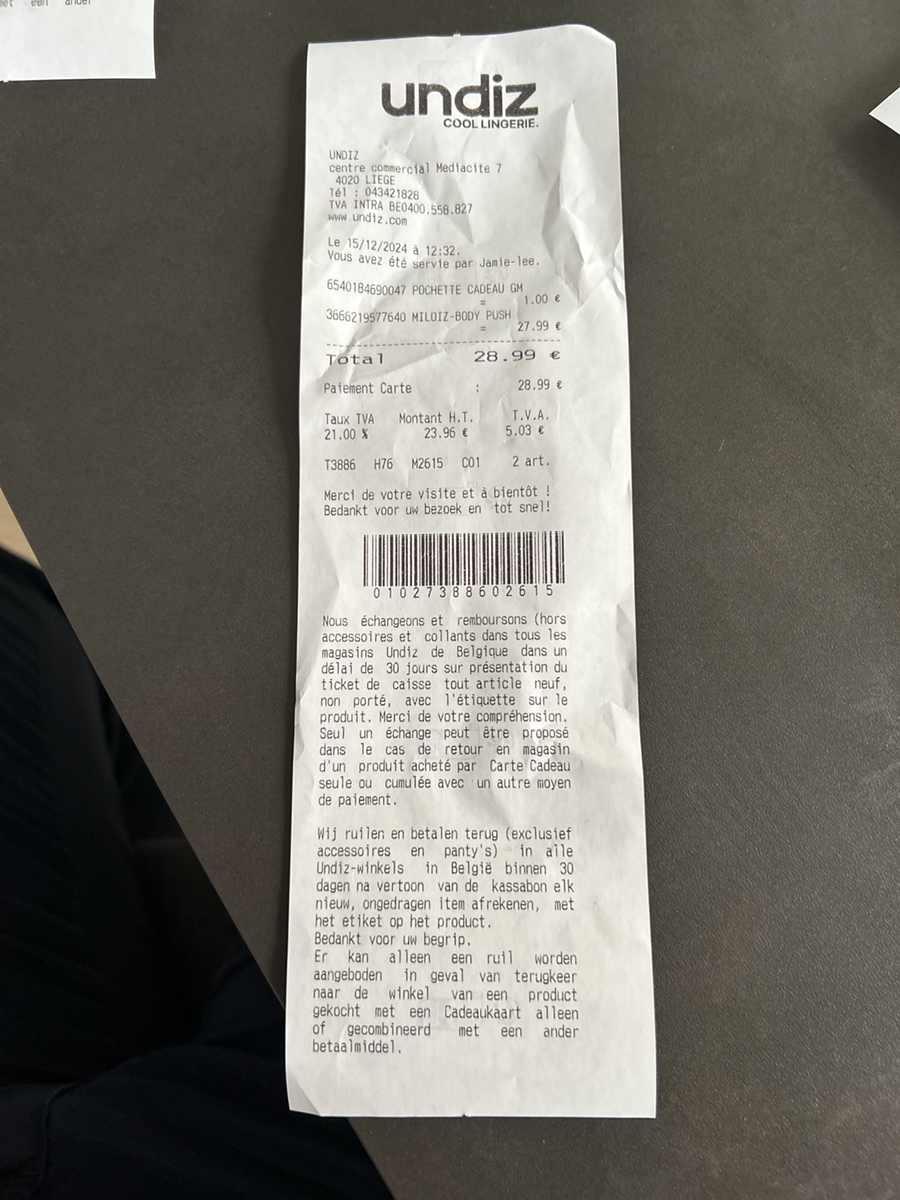 et een ander
undiz
COOL LINGERIE.
UNDIZ
centre commercial Mediacite 7
4020 LIEGE
Tél : 043421828
TVA INTRA BE0400.558.827
www.undiz.com
Le 15/12/2024 à 12:32.
Vous avez été servie par Jamie-lee.
6540184690047 POCHETTE CADEAU GM
= 1.00 €
3666219577640 MILOIZ-BODY PUSH
= 27.99 €
Total 28.99 €
Paiement Carte : 28.99 €
Taux TVA Montant H.T. T.V.A.
21.00 % 23.96 € 5.03 €
T3886 H76 M2615 C01 2 art.
Merci de votre visite et à bientôt !
Bedankt voor uw bezoek en tot snel!
01027388602615
Nous échangeons et remboursons (hors
accessoires et collants dans tous les
magasins Undiz de Belgique dans un
délai de 30 jours sur présentation du
ticket de caisse tout article neuf,
non porté, avec l'étiquette sur le
produit. Merci de votre compréhension.
Seul un échange peut être proposé
dans le cas de retour en magasin
d'un produit acheté par Carte Cadeau
seule ou cumulée avec un autre moyen
de paiement.
Wij ruilen en betalen terug (exclusief
accessoires en panty's) in alle
Undiz-winkels in België binnen 30
dagen na vertoon van de kassabon elk
nieuw, ongedragen item afrekenen, met
het etiket op het product.
Bedankt voor uw begrip.
Er kan alleen een ruil worden
aangeboden in geval van terugkeer
naar de winkel van een product
gekocht met een Cadeaukaart alleen
of gecombineerd met een ander
betaalmiddel.